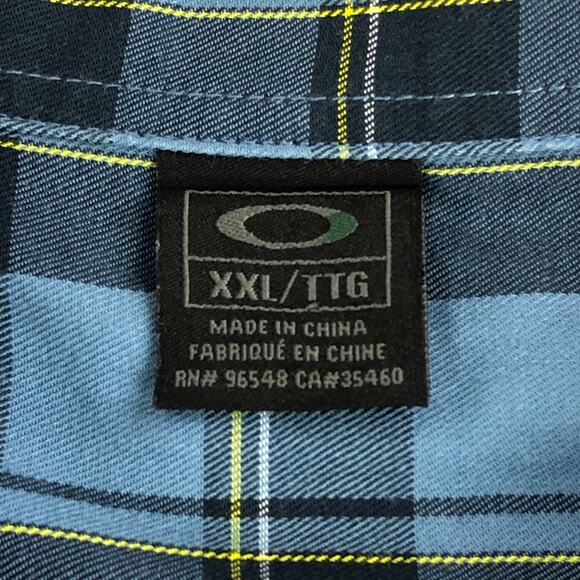 XXL/TTG
MADE IN CHINA
FABRIQUÉ EN CHINE
RN# 96548 CA#35460